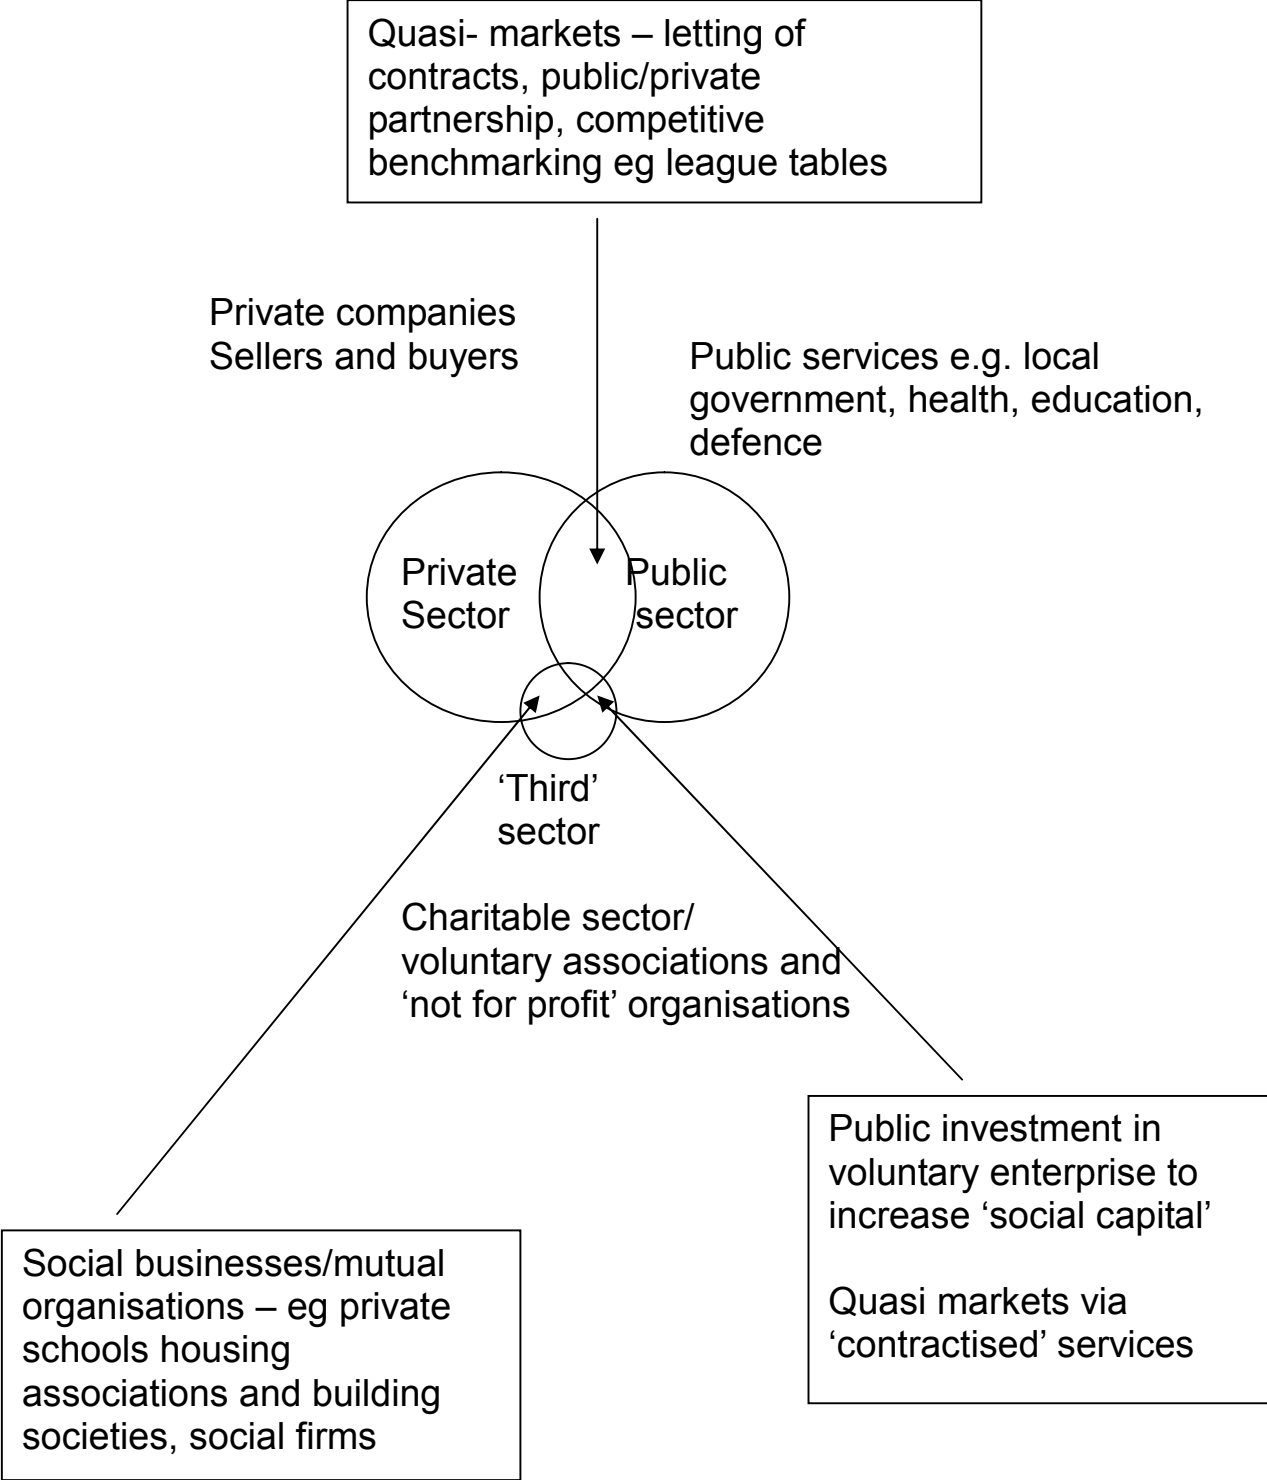 Quasi- markets – letting of
contracts, public/private
partnership, competitive
benchmarking eg league tables
Private companies
Sellers and buyers
Public services e.g. local
government, health, education,
defence
Private
Sector
Public
sector
‘Third’
sector
Charitable sector/
voluntary associations and
‘not for profit’ organisations
Public investment in
voluntary enterprise to
increase ‘social capital’
Quasi markets via
‘contractised’ services
Social businesses/mutual
organisations – eg private
schools housing
associations and building
societies, social firms